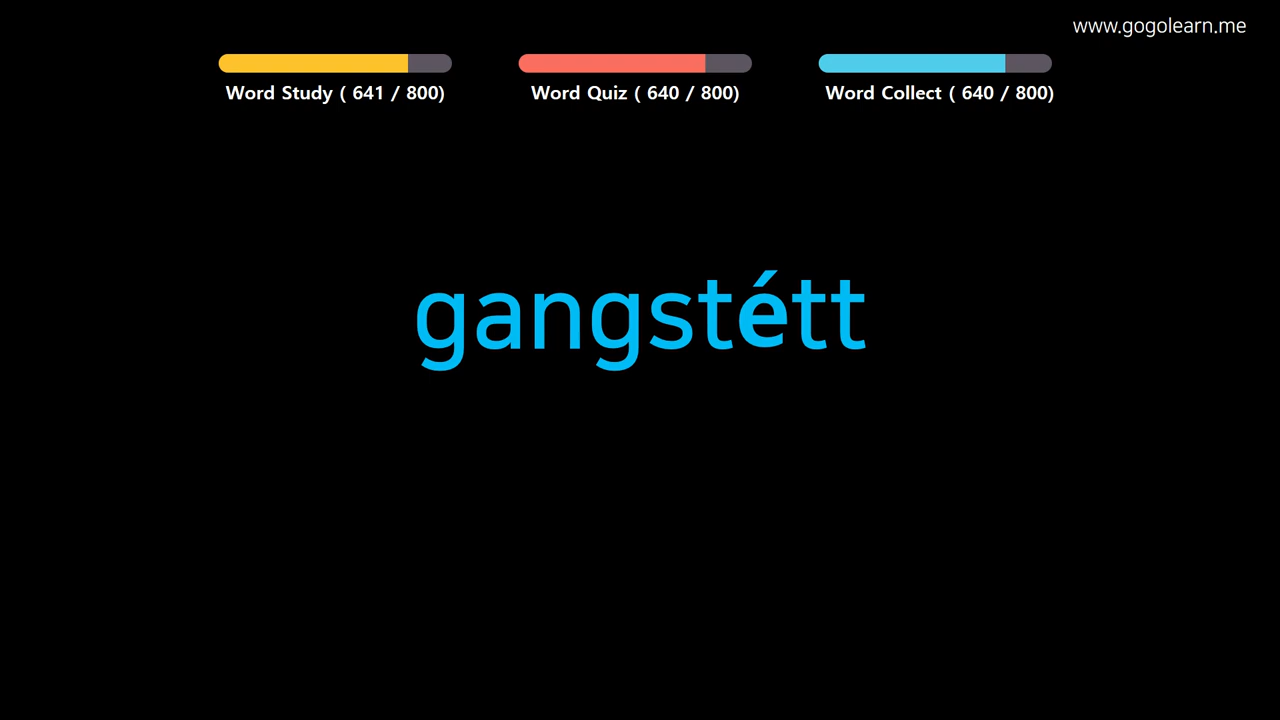 www.gogolearn.me
Word Study ( 641 / 800)
Word Quiz ( 640 / 800)
Word Collect ( 640 / 800)
gangstétt